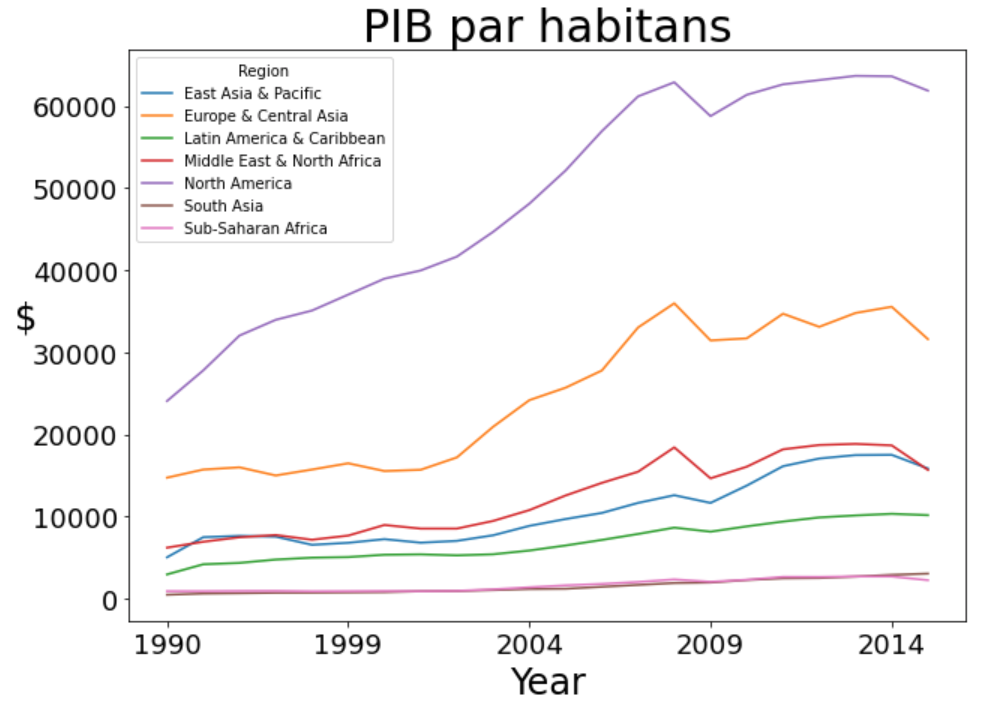 PIB par habitans
Region
East Asia & Pacific
Europe & Central Asia
Latin America & Caribbean
Middle East & North Africa
North America
South Asia
Sub-Saharan Africa
60000
50000
40000
$
30000
20000
10000
0
1990 1999 2004 2009 2014
Year